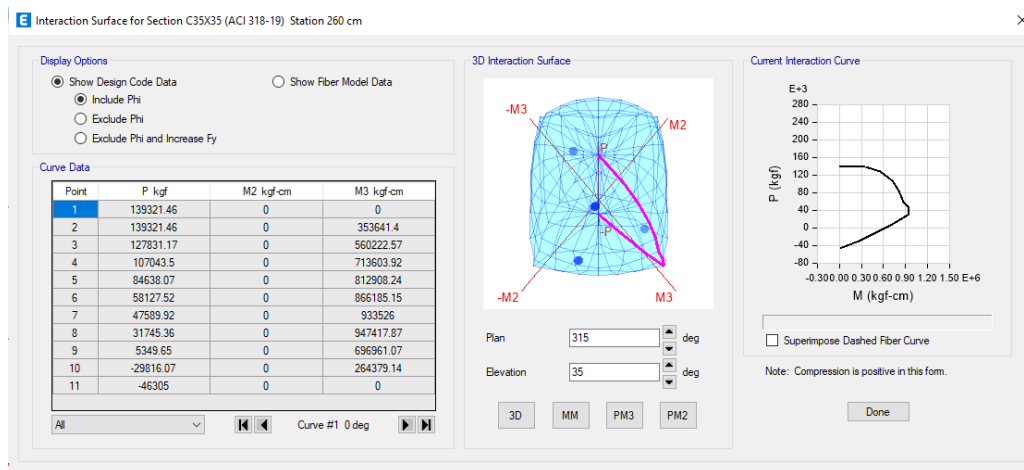 E Interaction Surface for Section C35X35 (ACI 318-19) Station 260 cm
Display Options
Show Design Code Data
Show Fiber Model Data
Include Phi
Exclude Phi
Exclude Phi and Increase Fy
Curve Data
Point P kgf M2 kgf-cm M3 kgf-cm
1 139321.46 0 0
2 139321.46 0 353641.4
3 127831.17 0 560222.57
4 107043.5 0 713603.92
5 84638.07 0 812908.24
6 58127.52 0 866185.15
7 47589.92 0 933526
8 31745.36 0 947417.87
9 5349.65 0 696961.07
10 -29816.07 0 264379.14
11 -46305 0 0
All
Curve #1 0 deg
3D Interaction Surface
-M3
M2
P
-P
-M2
M3
Plan 315 deg
Elevation 35 deg
3D MM PM3 PM2
Current Interaction Curve
E+3
280
240
200
160
120
80
40
0
-40
-80
P (kgf)
-0.30 0.00 0.30 0.60 0.90 1.20 1.50 E+6
M (kgf-cm)
Superimpose Dashed Fiber Curve
Note: Compression is positive in this form.
Done